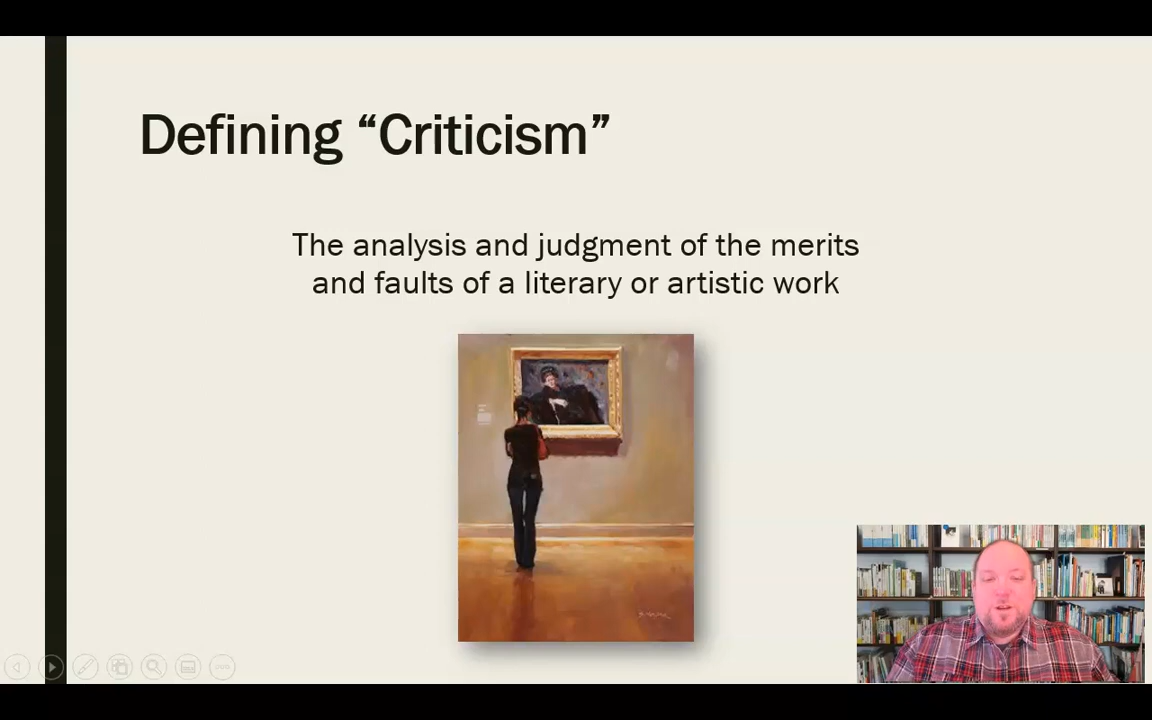 Defining “Criticism”
The analysis and judgment of the merits
and faults of a literary or artistic work